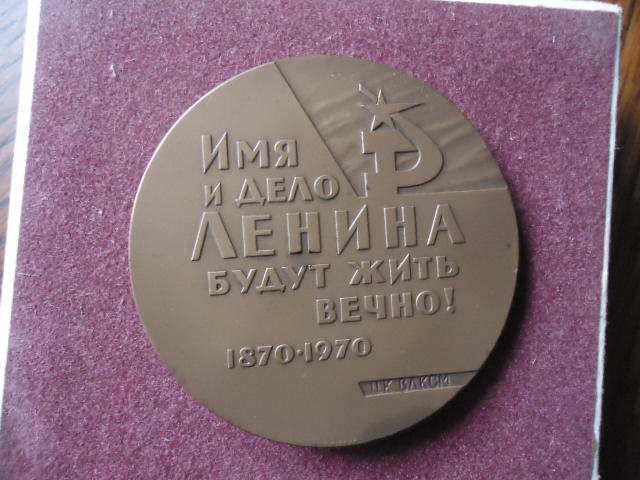 Имя
и дело
Ленина
будут жить
вечно!
1870·1970
ЦК ВЛКСМ